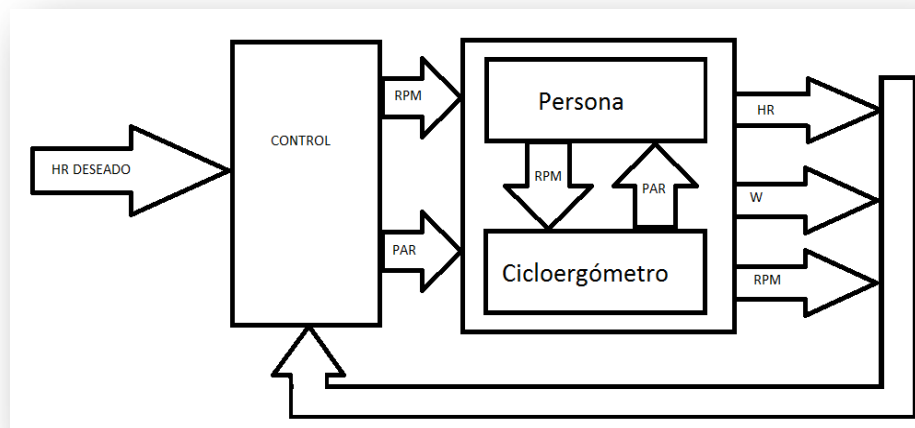 HR DESEADO
CONTROL
RPM
PAR
Persona
RPM
PAR
Cicloergómetro
HR
W
RPM